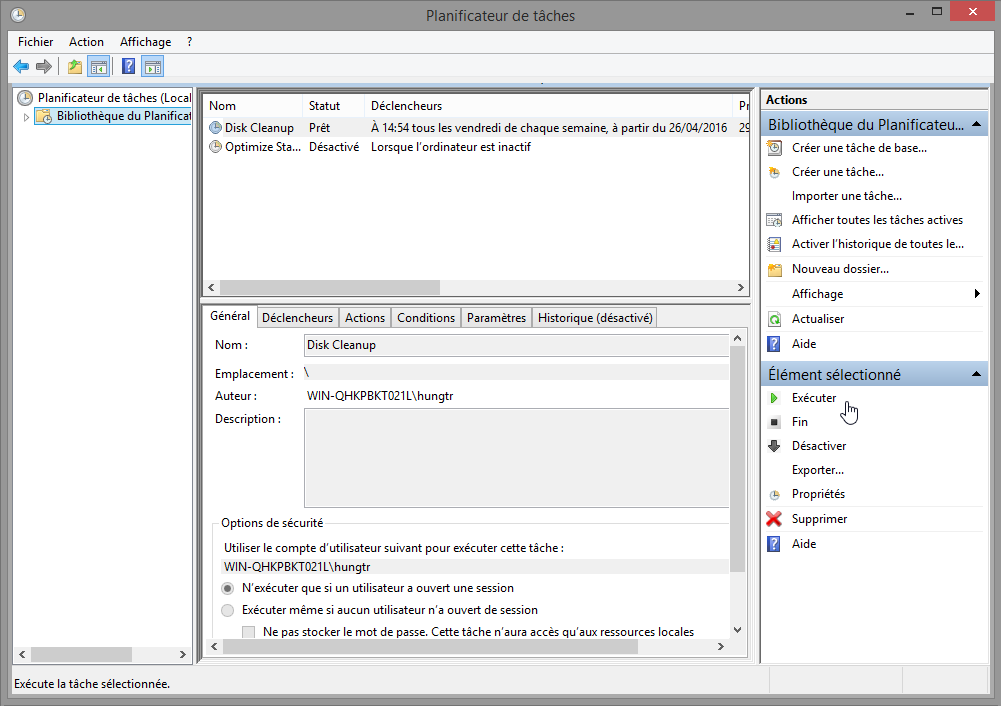 Planificateur de tâches
Fichier Action Affichage ?
Planificateur de tâches (Local
Bibliothèque du Planificat
Nom Statut Déclencheurs Pr
Disk Cleanup Prêt À 14:54 tous les vendredi de chaque semaine, à partir du 26/04/2016 29
Optimize Sta... Désactivé Lorsque l'ordinateur est inactif
Général Déclencheurs Actions Conditions Paramètres Historique (désactivé)
Nom : Disk Cleanup
Emplacement : \
Auteur : WIN-QHKPBKT021L\hungtr
Description :
Options de sécurité
Utiliser le compte d'utilisateur suivant pour exécuter cette tâche :
WIN-QHKPBKT021L\hungtr
N'exécuter que si un utilisateur a ouvert une session
Exécuter même si aucun utilisateur n'a ouvert de session
Ne pas stocker le mot de passe. Cette tâche n'aura accès qu'aux ressources locales
Actions
Bibliothèque du Planificateu...
Créer une tâche de base...
Créer une tâche...
Importer une tâche...
Afficher toutes les tâches actives
Activer l'historique de toutes le...
Nouveau dossier...
Affichage
Actualiser
Aide
Élément sélectionné
Exécuter
Fin
Désactiver
Exporter...
Propriétés
Supprimer
Aide
Exécute la tâche sélectionnée.